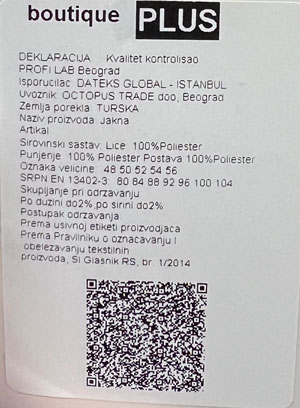 boutique PLUS
DEKLARACIJA Kvalitet kontrolisao
PROFI LAB Beograd
Isporucilac DATEKS GLOBAL - ISTANBUL
Uvoznik: OCTOPUS TRADE doo, Beograd
Zemlja porekla: TURSKA
Naziv proizvoda: Jakna
Artikal
Sirovinski sastav. Lice: 100%Poliester
Punjenje: 100% Poliester Postava 100%Poliester
Oznaka velicine: 48 50 52 54 56
SRPN EN 13402-3: 80 84 88 92 96 100 104
Skupljanje pri odrzavanju
Po duzini do2%,po sirini do2%
Postupak odrzavanja:
Prema usivnoj etiketi proizvodjaca
Prema Pravilniku o oznacavanju I
obelezavanju tekstilnih
proizvoda, Sl Glasnik RS, br. 1/2014